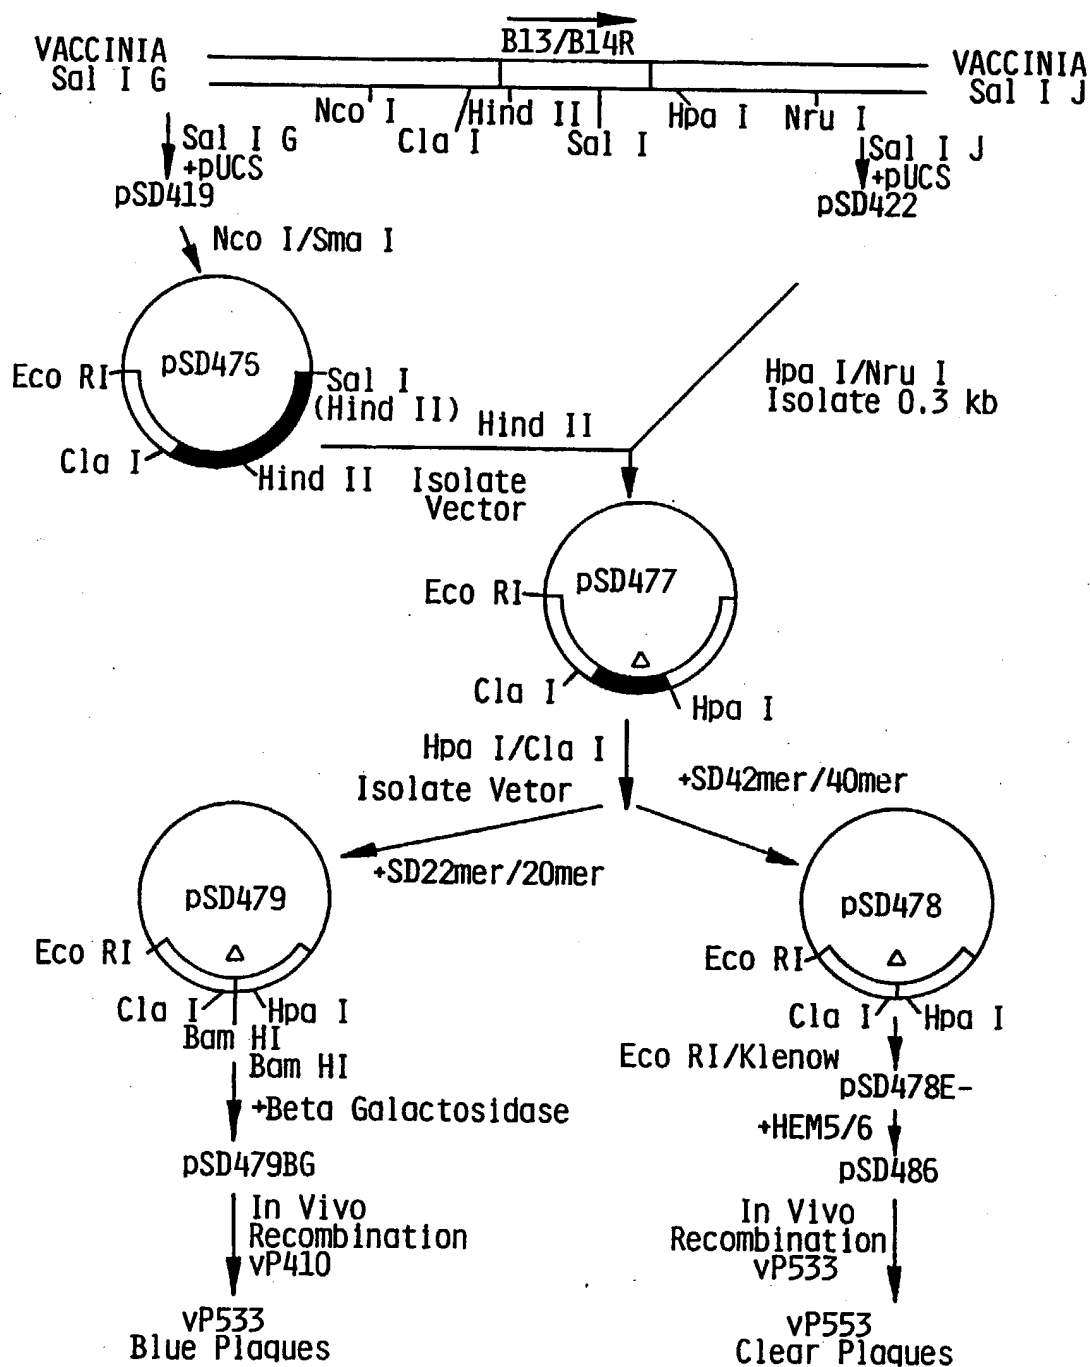 B13/B14R
VACCINIA
Sal I G
VACCINIA
Sal I J
Nco I
Cla I
Hind II
Sal I
Hpa I
Nru I
Sal I G
+pUCS
pSD419
Sal I J
+pUCS
pSD422
Nco I/Sma I
pSD475
Eco RI
Sal I
(Hind II)
Cla I
Hind II
Hind II
Isolate
Vector
Hpa I/Nru I
Isolate 0.3 kb
pSD477
Eco RI
△
Cla I
Hpa I
Hpa I/Cla I
Isolate Vetor
+SD42mer/40mer
+SD22mer/20mer
pSD479
Eco RI
△
Cla I
Hpa I
Bam HI
Bam HI
+Beta Galactosidase
pSD479BG
In Vivo
Recombination
vP410
vP533
Blue Plaques
pSD478
Eco RI
△
Cla I
Hpa I
Eco RI/Klenow
pSD478E-
+HEM5/6
pSD486
In Vivo
Recombination
vP533
vP553
Clear Plaques